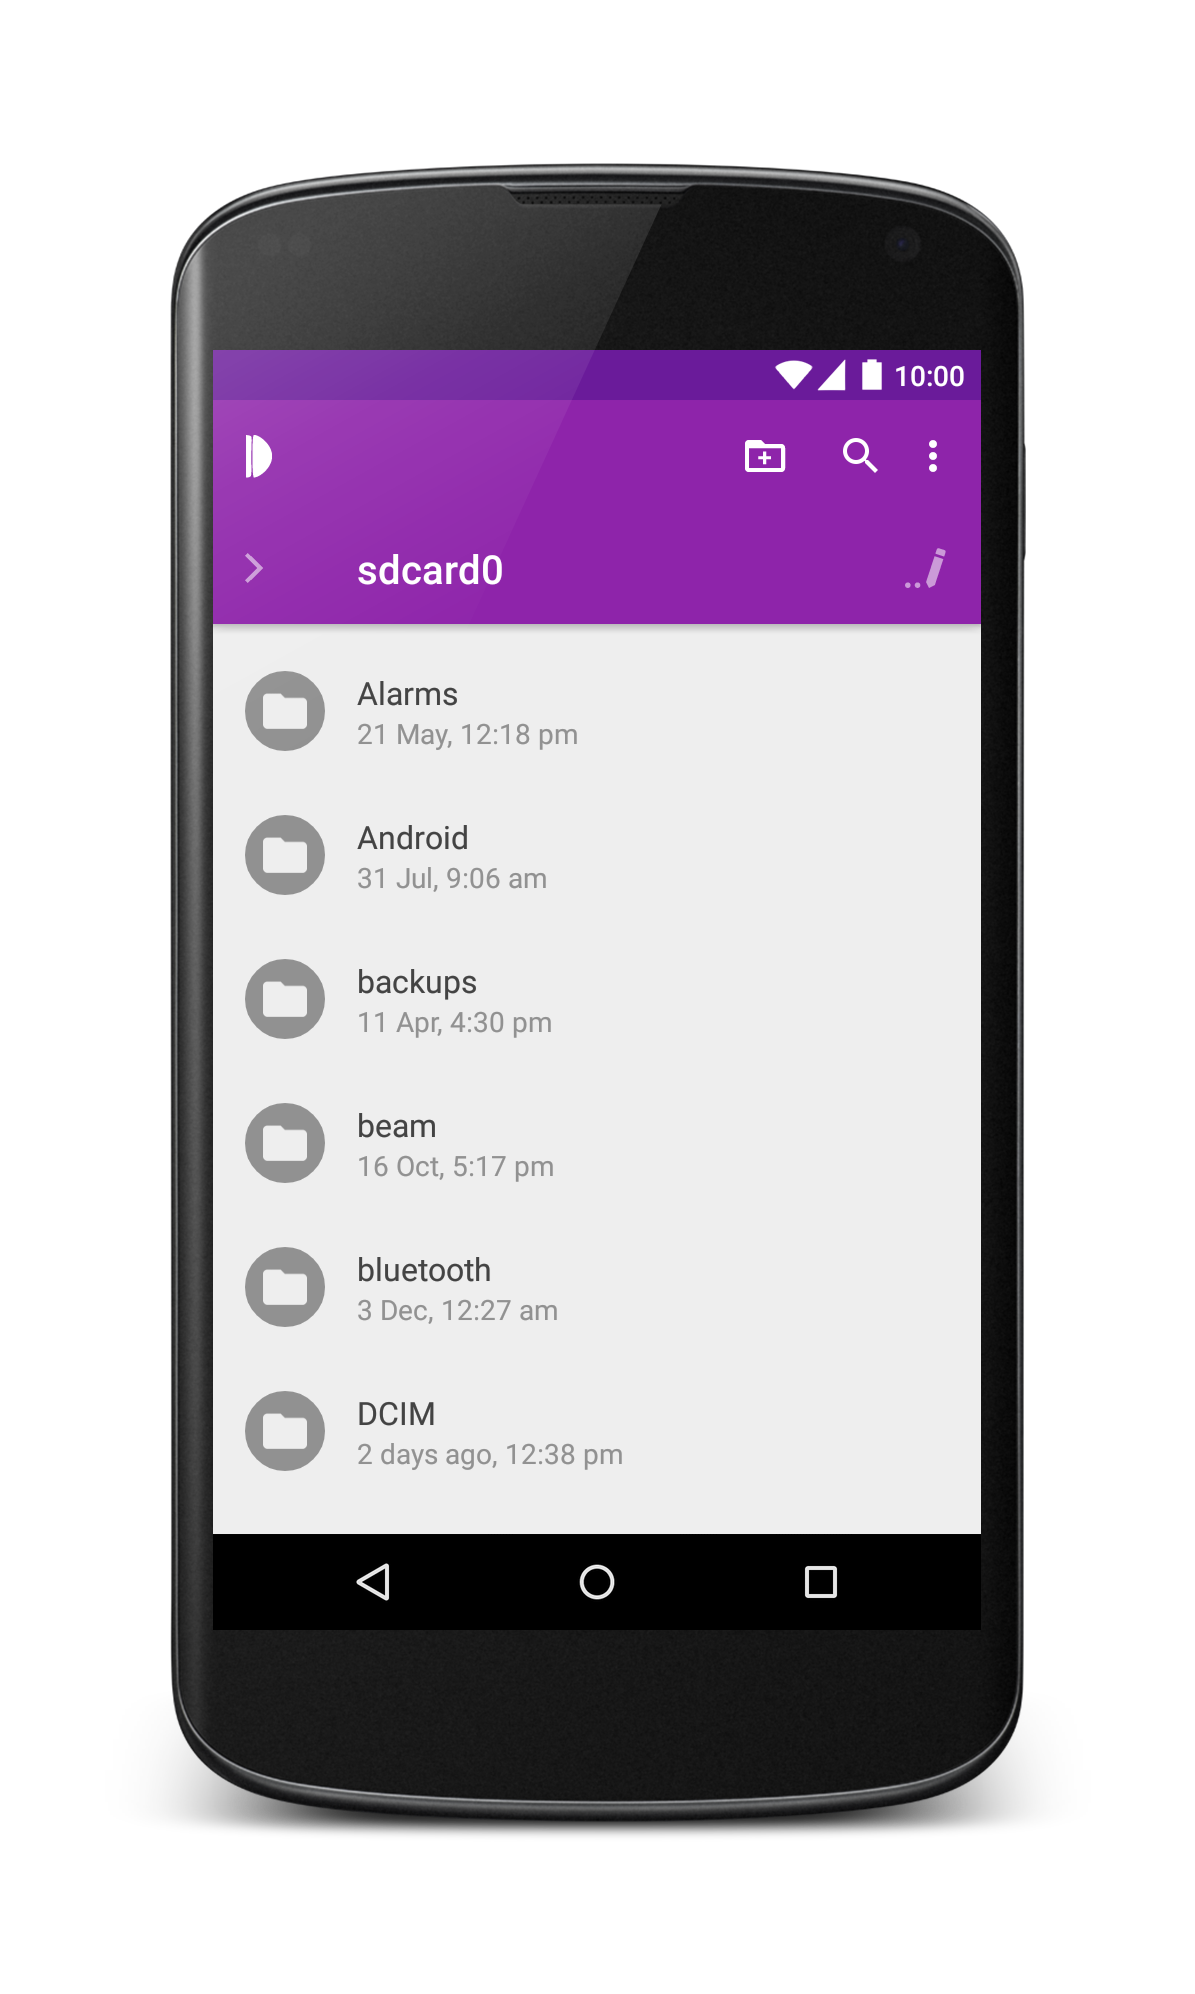 10:00
sdcard0
Alarms
21 May, 12:18 pm
Android
31 Jul, 9:06 am
backups
11 Apr, 4:30 pm
beam
16 Oct, 5:17 pm
bluetooth
3 Dec, 12:27 am
DCIM
2 days ago, 12:38 pm